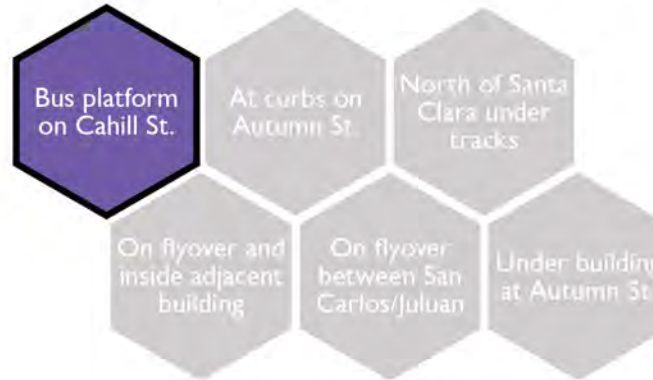 Bus platform
on Cahill St.
At curbs on
Autumn St.
North of Santa
Clara under
tracks
On flyover and
inside adjacent
building
On flyover
between San
Carlos/Juluan
Under building
at Autumn St.